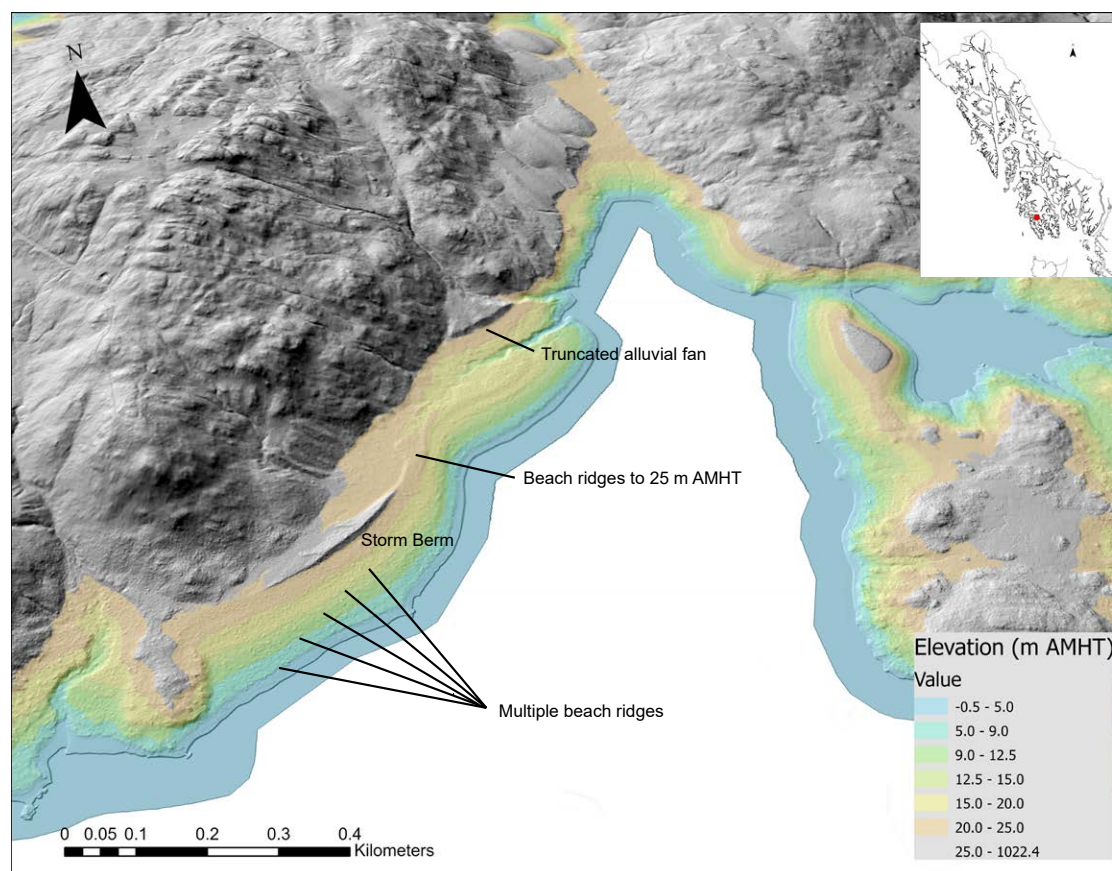 N
Truncated alluvial fan
Beach ridges to 25 m AMHT
Storm Berm
Multiple beach ridges
0 0.05 0.1 0.2 0.3 0.4
Kilometers
Elevation (m AMHT)
Value
-0.5 - 5.0
5.0 - 9.0
9.0 - 12.5
12.5 - 15.0
15.0 - 20.0
20.0 - 25.0
25.0 - 1022.4